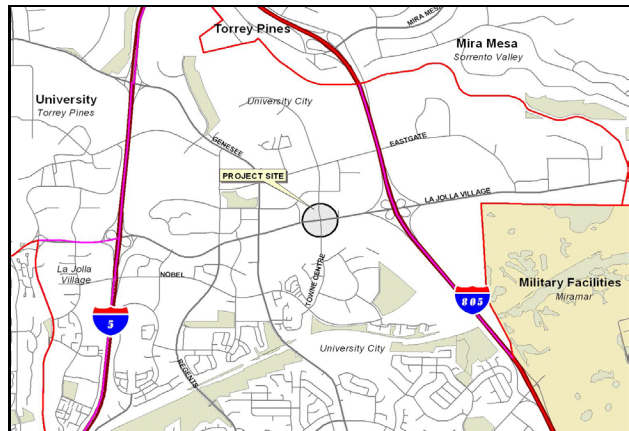 MIRA MESA
Torrey Pines
Mira Mesa
Sorrento Valley
University
Torrey Pines
University City
GENESEE
EASTGATE
PROJECT SITE
LA JOLLA VILLAGE
La Jolla
Village
NOBEL
TOWNE CENTRE
Military Facilities
Miramar
805
5
University City
REGENTS